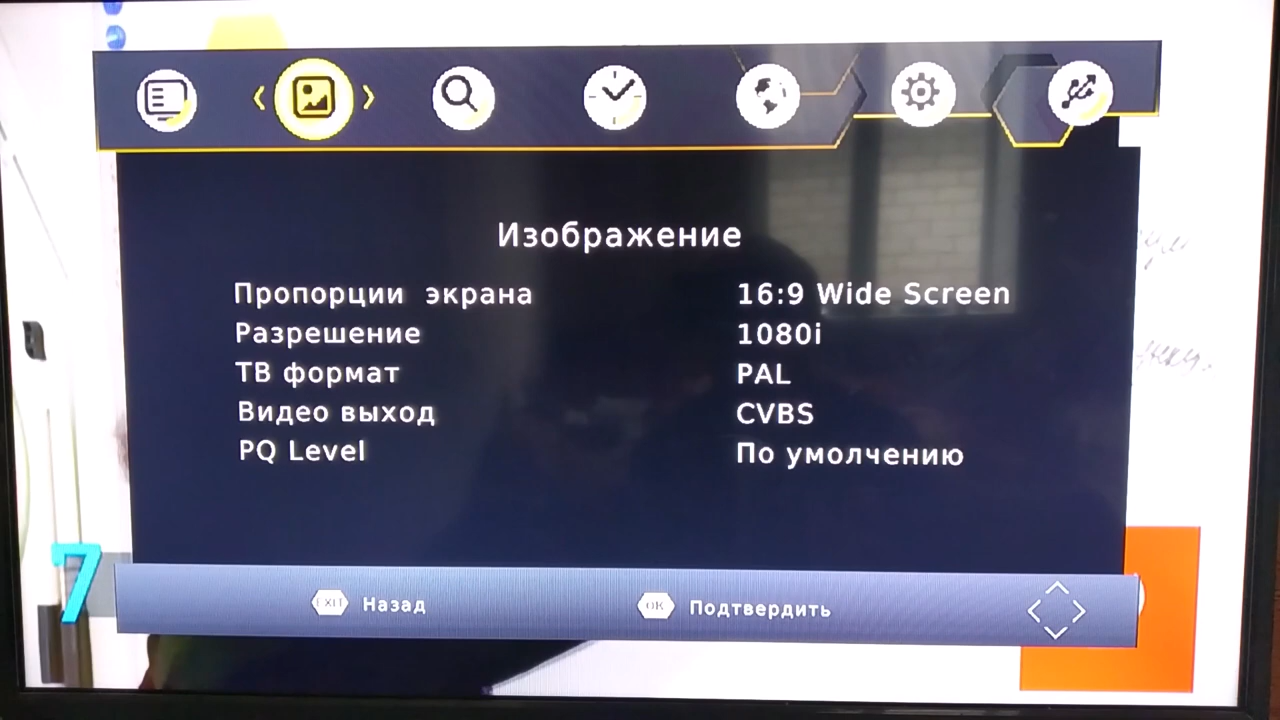 Изображение
Пропорции экрана 16:9 Wide Screen
Разрешение 1080i
ТВ формат PAL
Видео выход CVBS
PQ Level По умолчанию
EXIT Назад OK Подтвердить
7